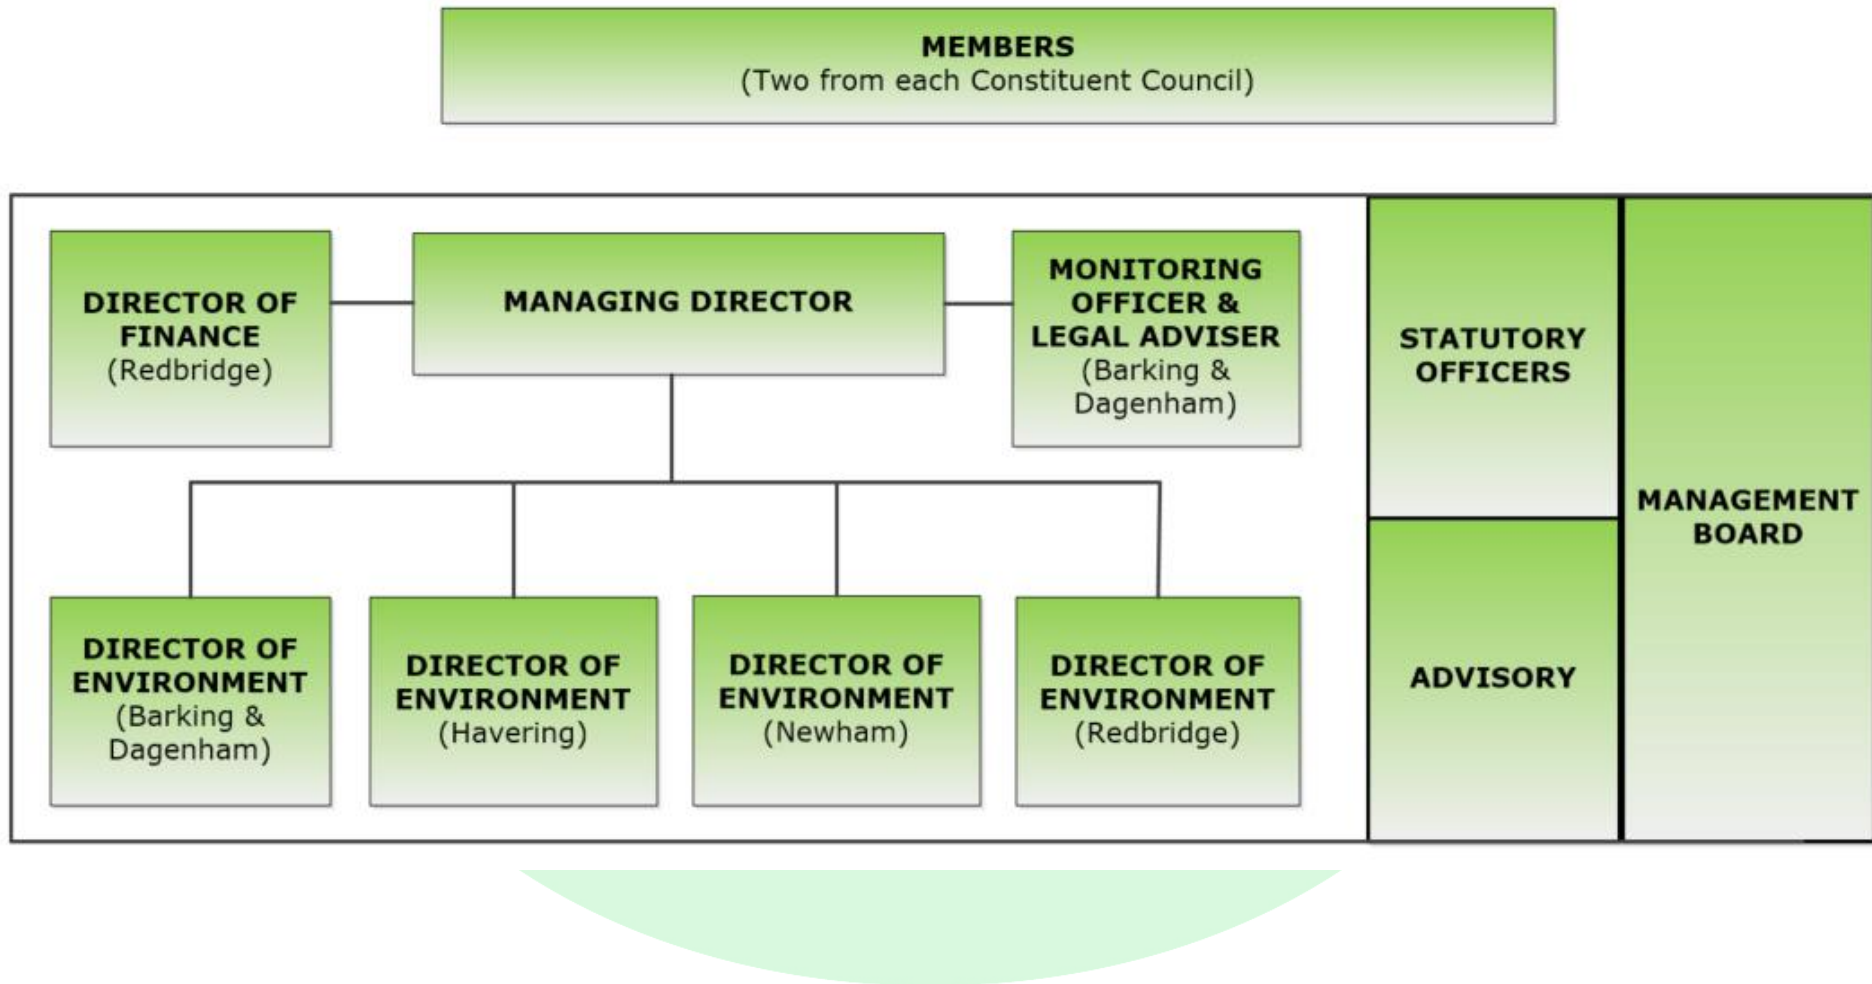 MEMBERS
(Two from each Constituent Council)
DIRECTOR OF
FINANCE
(Redbridge)
MANAGING DIRECTOR
MONITORING
OFFICER &
LEGAL ADVISER
(Barking &
Dagenham)
STATUTORY
OFFICERS
MANAGEMENT
BOARD
DIRECTOR OF
ENVIRONMENT
(Barking &
Dagenham)
DIRECTOR OF
ENVIRONMENT
(Havering)
DIRECTOR OF
ENVIRONMENT
(Newham)
DIRECTOR OF
ENVIRONMENT
(Redbridge)
ADVISORY